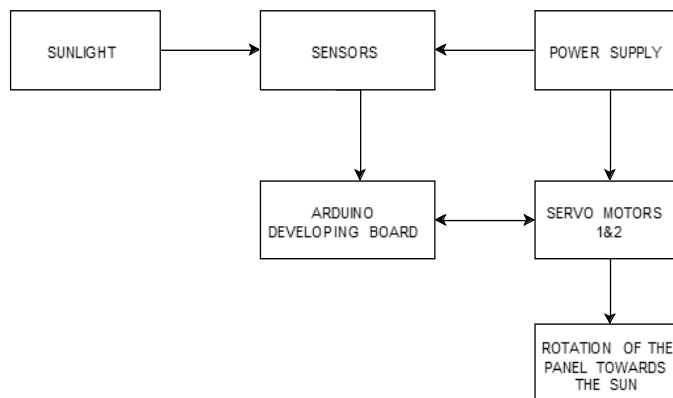 SUNLIGHT
SENSORS
POWER SUPPLY
ARDUINO
DEVELOPING BOARD
SERVO MOTORS
1&2
ROTATION OF THE
PANEL TOWARDS
THE SUN